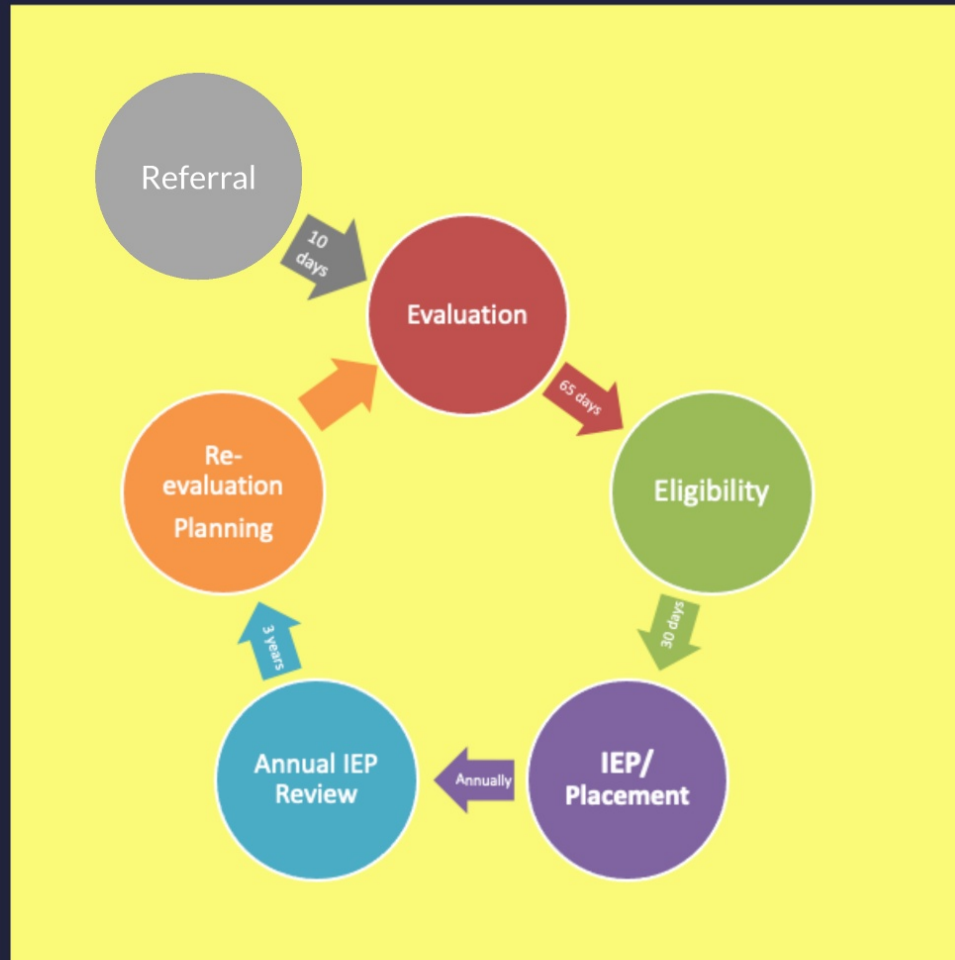 Referral
10
days
Evaluation
65 days
Eligibility
30 days
IEP/
Placement
Annually
Annual IEP
Review
3 years
Re-
evaluation
Planning